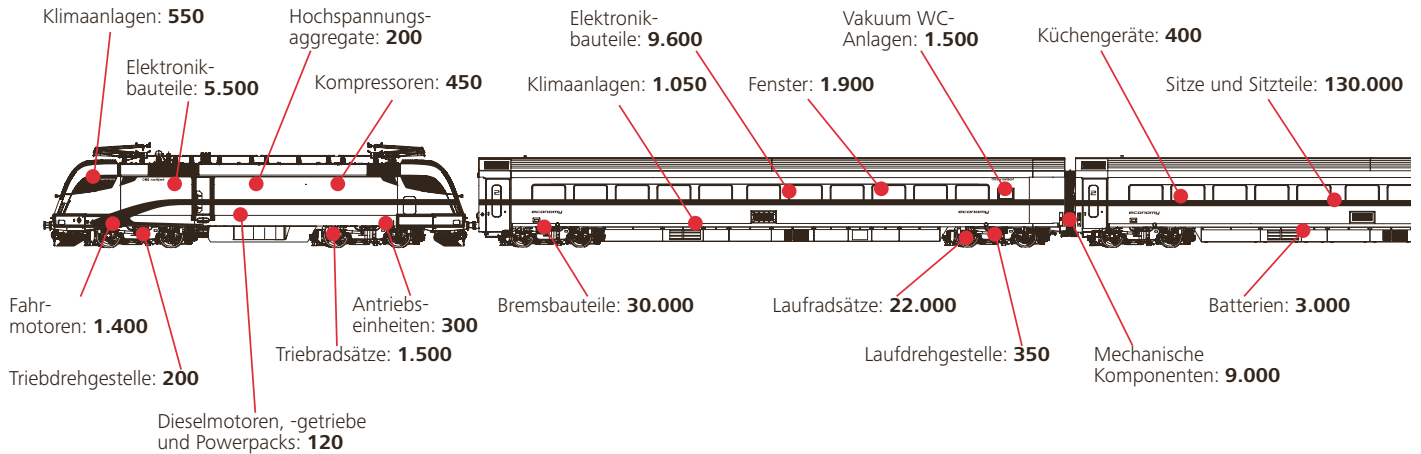 Klimaanlagen: 550
Hochspannungs-
aggregate: 200
Elektronik-
bauteile: 9.600
Vakuum WC-
Anlagen: 1.500
Küchengeräte: 400
Elektronik-
bauteile: 5.500
Kompressoren: 450
Klimaanlagen: 1.050
Fenster: 1.900
Sitze und Sitzteile: 130.000
2
economy
economy
2
economy
Fahr-
motoren: 1.400
Antriebs-
einheiten: 300
Bremsbauteile: 30.000
Laufradsätze: 22.000
Batterien: 3.000
Triebradsätze: 1.500
Laufdrehgestelle: 350
Mechanische
Komponenten: 9.000
Triebdrehgestelle: 200
Dieselmotoren, -getriebe
und Powerpacks: 120